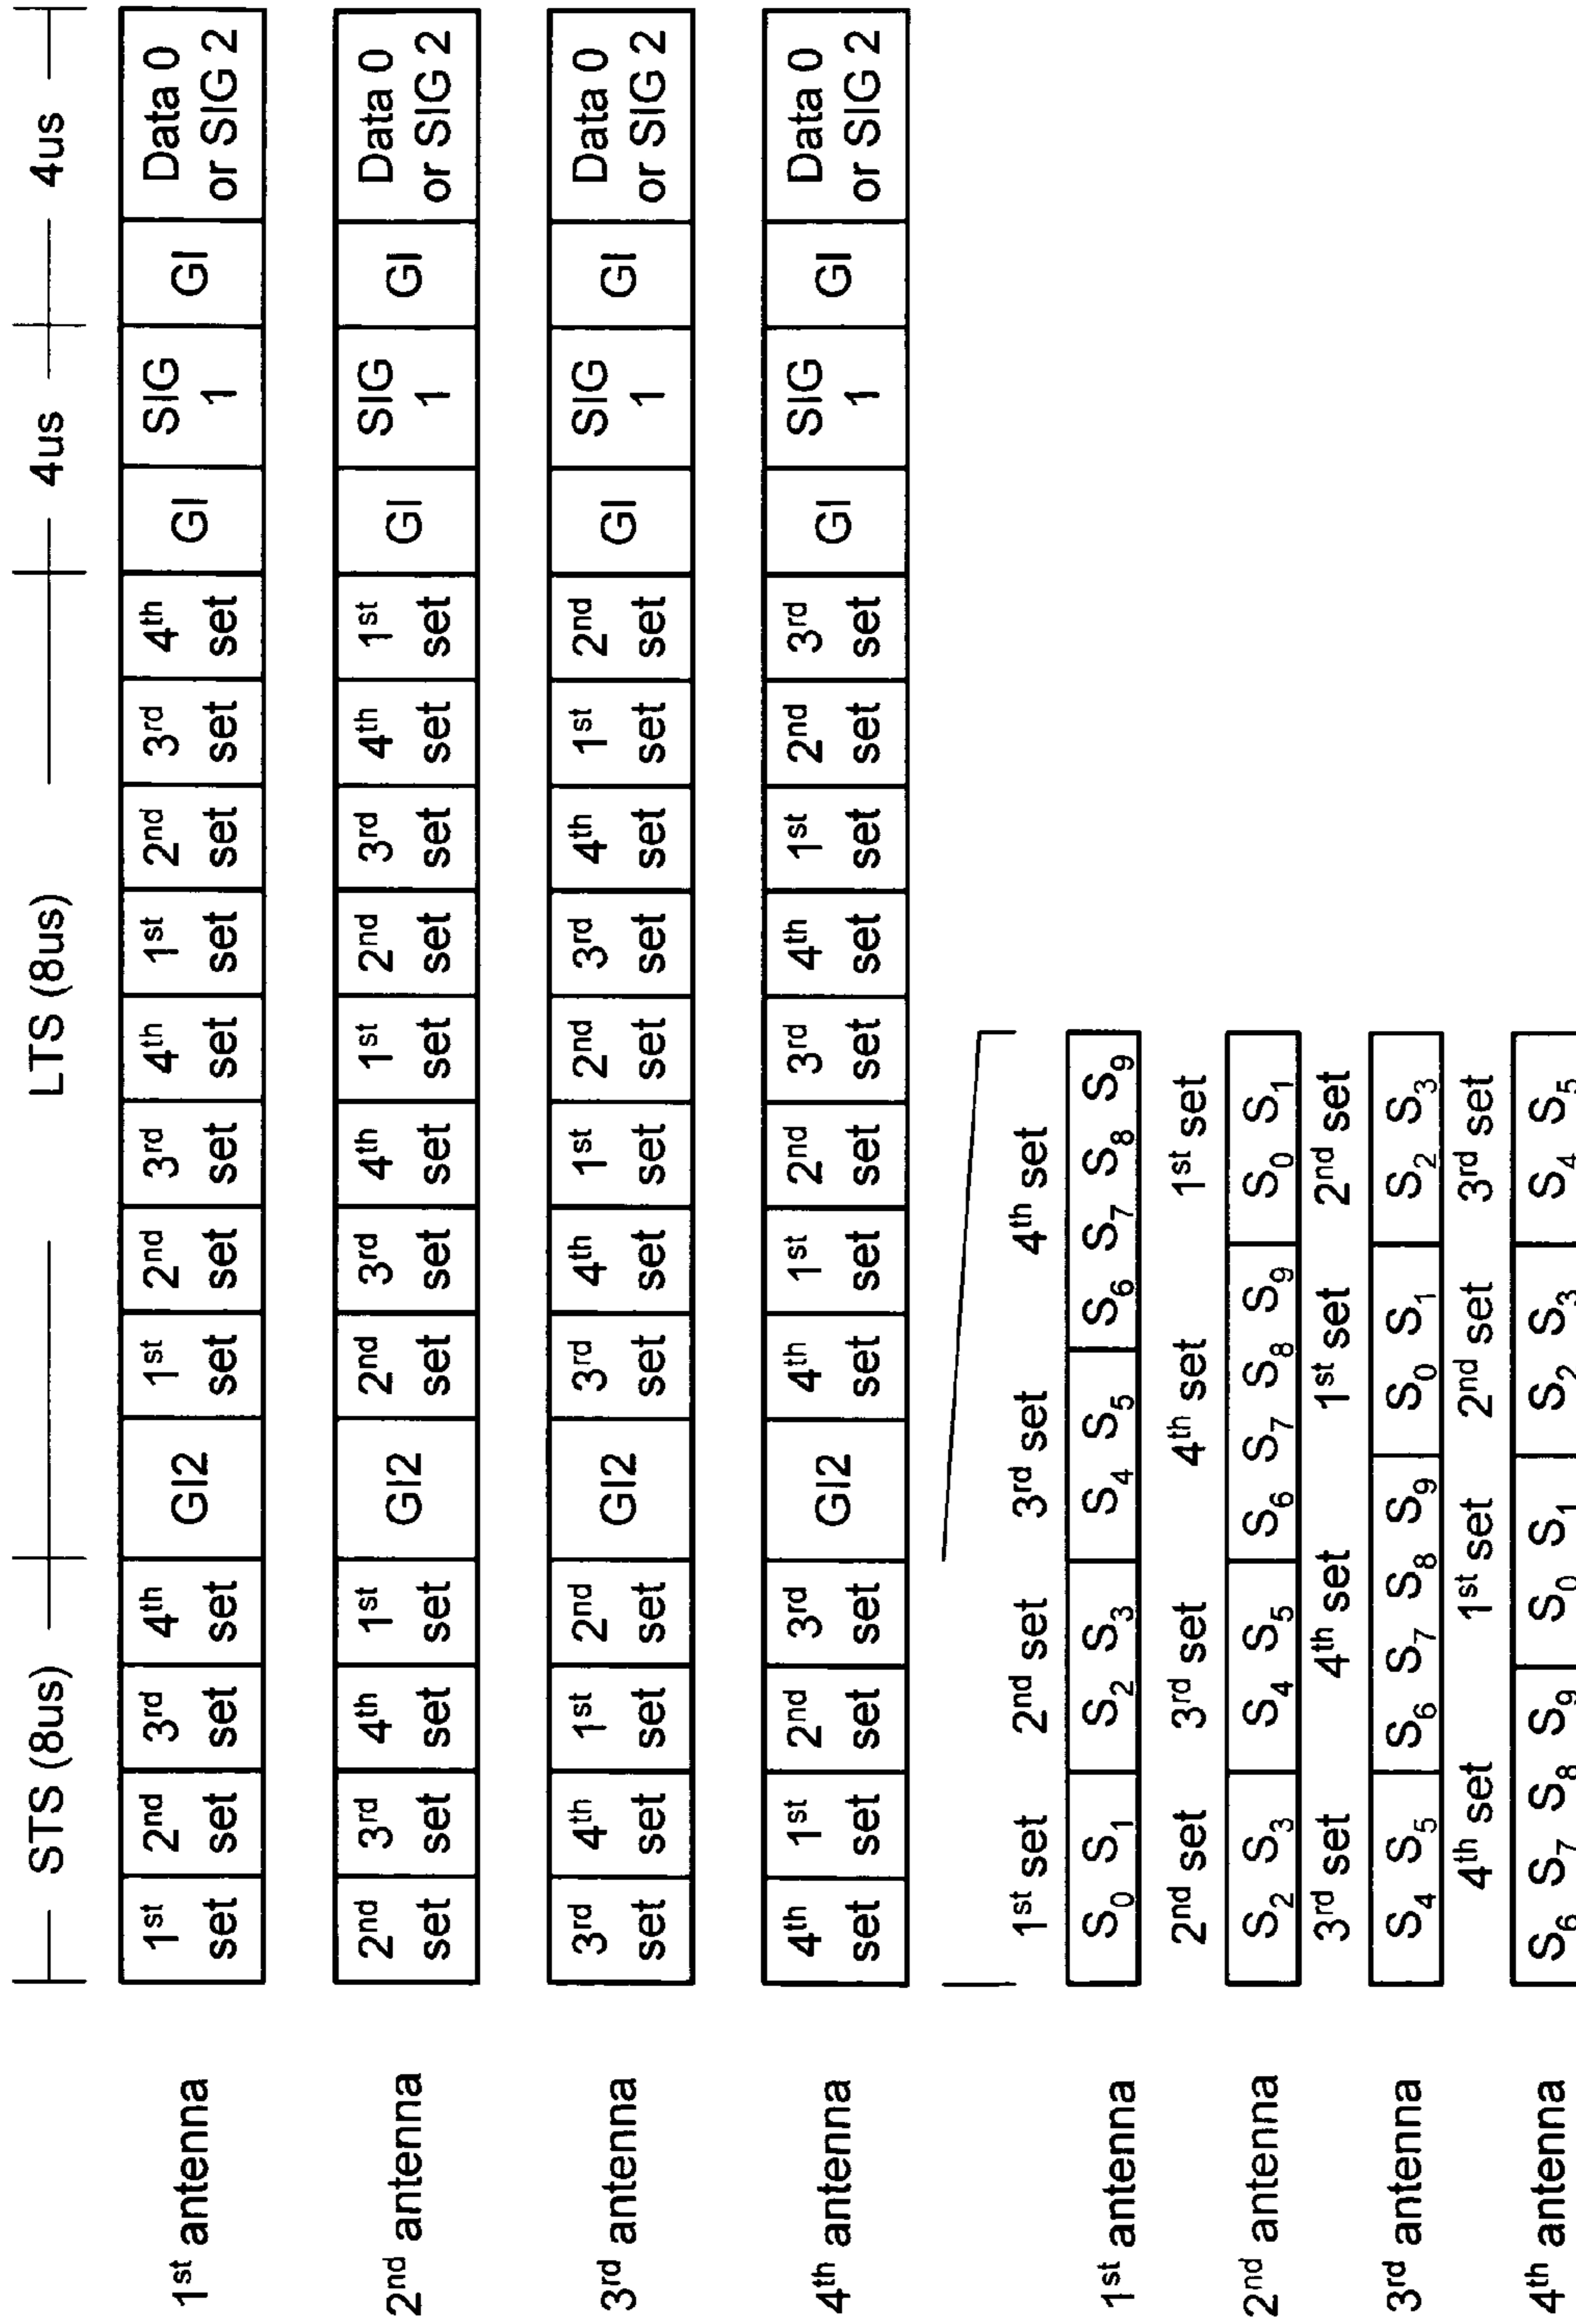 STS (8us) LTS (8us) 4us 4us
1st antenna
1st set 2nd set 3rd set 4th set GI2 1st set 2nd set 3rd set 4th set 1st set 2nd set 3rd set 4th set GI SIG 1 GI Data 0 or SIG 2
2nd antenna
2nd set 3rd set 4th set 1st set GI2 2nd set 3rd set 4th set 1st set 2nd set 3rd set 4th set 1st set GI SIG 1 GI Data 0 or SIG 2
3rd antenna
3rd set 4th set 1st set 2nd set GI2 3rd set 4th set 1st set 2nd set 3rd set 4th set 1st set 2nd set GI SIG 1 GI Data 0 or SIG 2
4th antenna
4th set 1st set 2nd set 3rd set GI2 4th set 1st set 2nd set 3rd set 4th set 1st set 2nd set 3rd set GI SIG 1 GI Data 0 or SIG 2
1st set 2nd set 3rd set 4th set
1st antenna S0 S1 S2 S3 S4 S5 S6 S7 S8 S9
2nd set 3rd set 4th set 1st set
2nd antenna S2 S3 S4 S5 S6 S7 S8 S9 S0 S1
3rd set 4th set 1st set 2nd set
3rd antenna S4 S5 S6 S7 S8 S9 S0 S1 S2 S3
4th set 1st set 2nd set 3rd set
4th antenna S6 S7 S8 S9 S0 S1 S2 S3 S4 S5